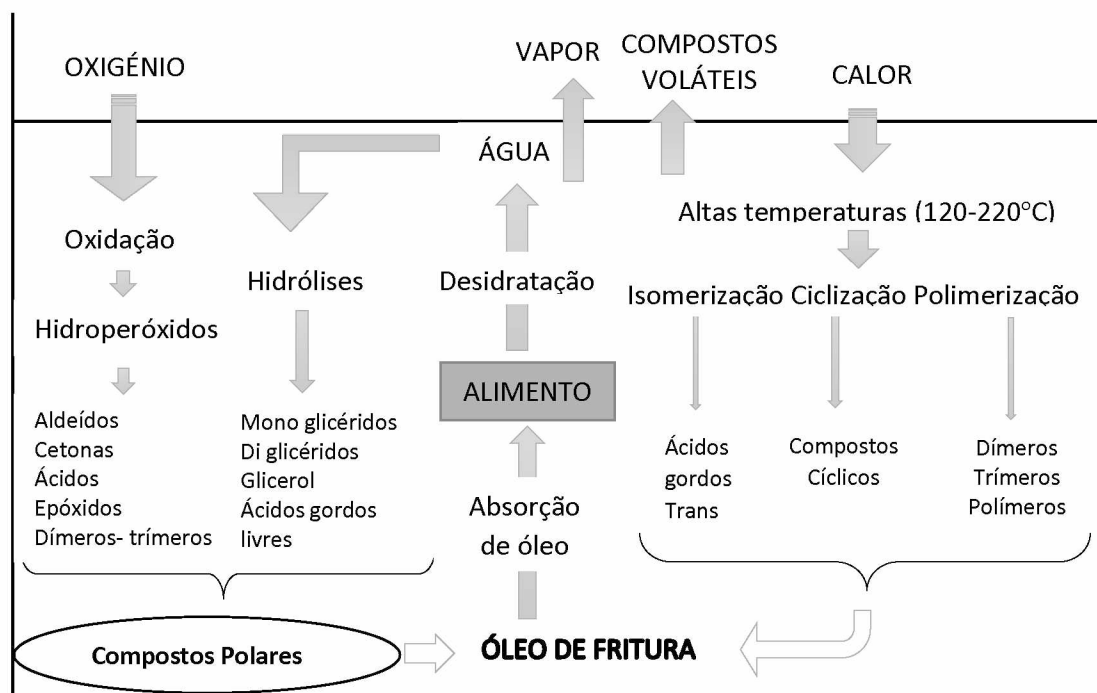 OXIGÉNIO
VAPOR
COMPOSTOS
VOLÁTEIS
CALOR
ÁGUA
Altas temperaturas (120-220°C)
Oxidação
Hidrólises
Desidratação
Isomerização Ciclização Polimerização
Hidroperóxidos
ALIMENTO
Aldeídos
Cetonas
Ácidos
Epóxidos
Dímeros- trímeros
Mono glicéridos
Di glicéridos
Glicerol
Ácidos gordos
livres
Absorção
de óleo
Ácidos
gordos
Trans
Compostos
Cíclicos
Dímeros
Trímeros
Polímeros
Compostos Polares
ÓLEO DE FRITURA